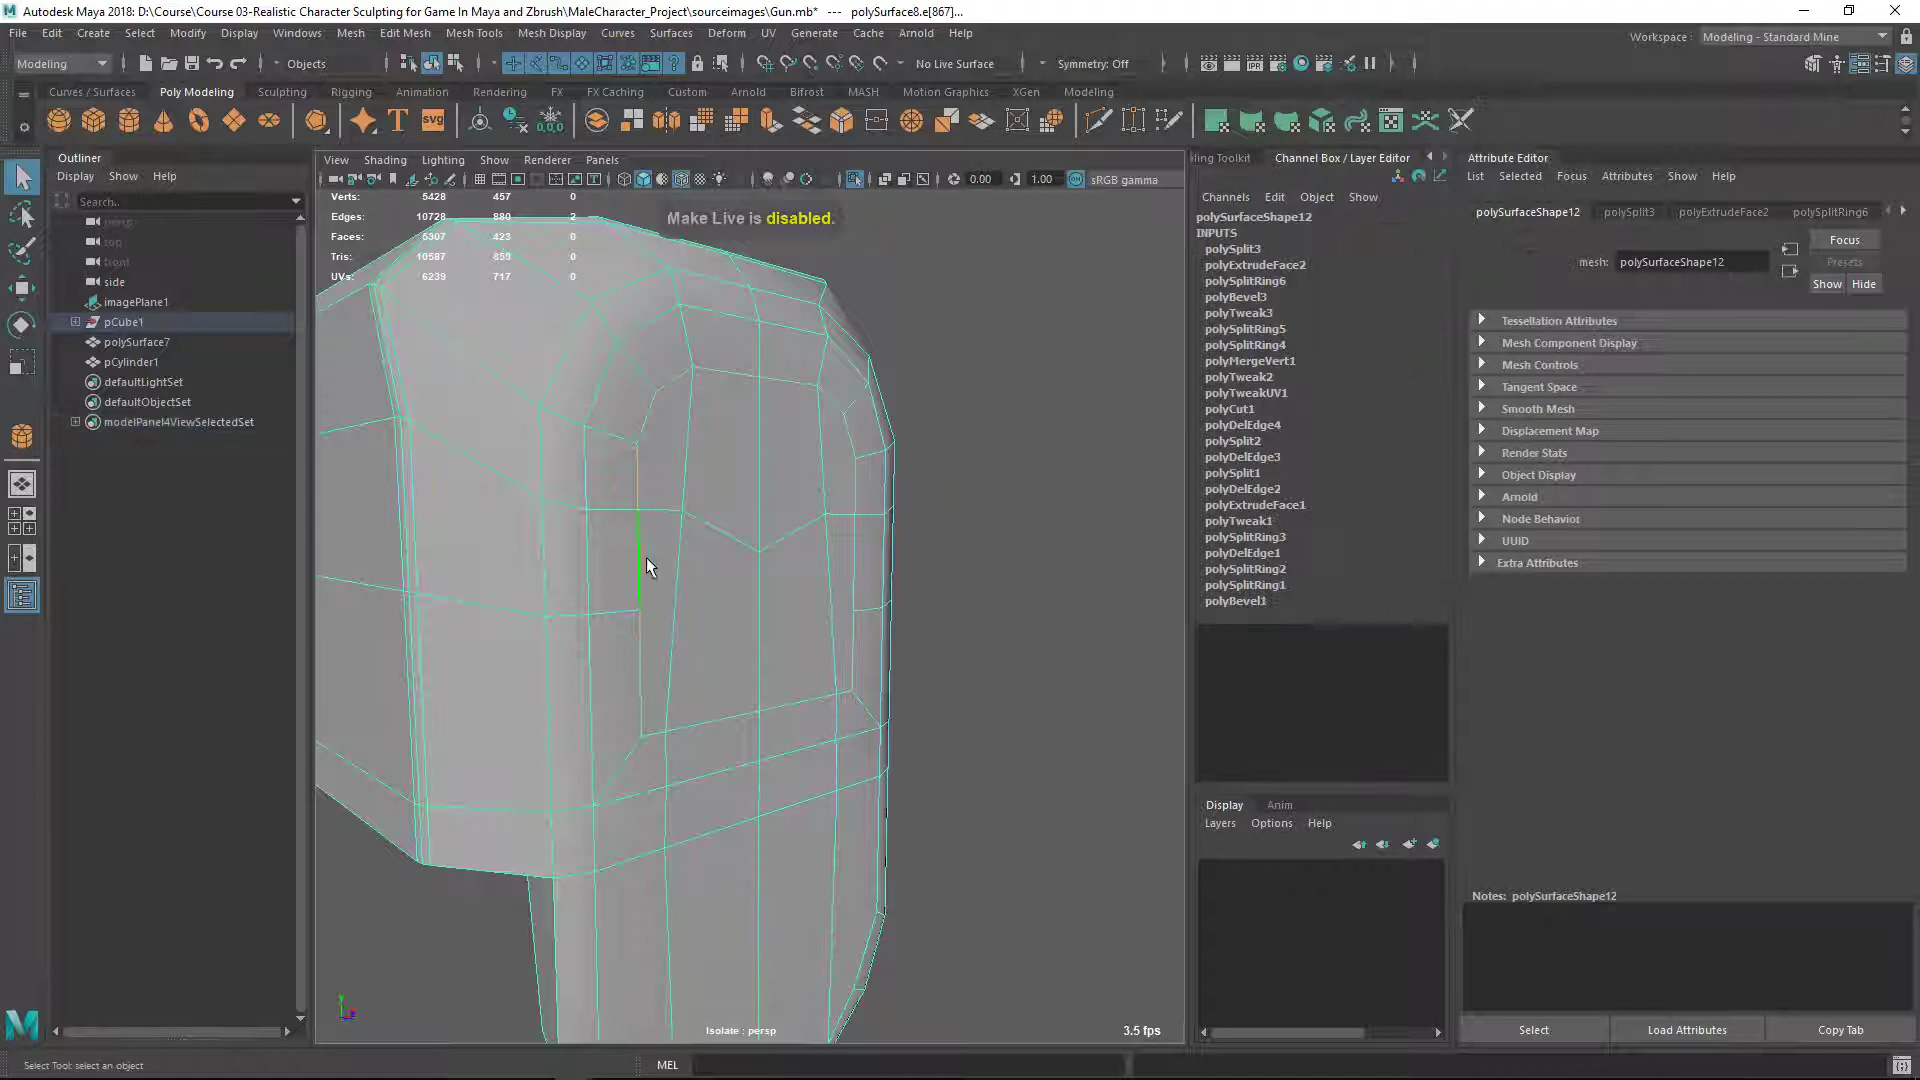 Autodesk Maya 2018: D:\Course\Course 03-Realistic Character Sculpting for Game In Maya and Zbrush\MaleCharacter_Project\sourceimages\Gun.mb* --- polySurface8.e[867]...
File Edit Create Select Modify Display Windows Mesh Edit Mesh Mesh Tools Mesh Display Curves Surfaces Deform UV Generate Cache Arnold Help
Workspace : Modeling - Standard Mine
Modeling Objects No Live Surface Symmetry: Off
Curves / Surfaces Poly Modeling Sculpting Rigging Animation Rendering FX FX Caching Custom Arnold Bifrost MASH Motion Graphics XGen Modeling
T svg 0,0,0
Outliner
Display Show Help
Search..
persp
top
front
side
imagePlane1
pCube1
polySurface7
pCylinder1
defaultLightSet
defaultObjectSet
modelPanel4ViewSelectedSet
View Shading Lighting Show Renderer Panels
0.00 1.00 sRGB gamma
Verts: 5428 457
Edges: 10728 880 2
Faces: 5307 423 0
Tris: 10587 850 0
UVs: 6239 717 0
Make Live is disabled.
Isolate : persp
3.5 fps
ling Toolkit Channel Box / Layer Editor
Channels Edit Object Show
polySurfaceShape12
INPUTS
polySplit3
polyExtrudeFace2
polySplitRing6
polyBevel3
polyTweak3
polySplitRing5
polySplitRing4
polyMergeVert1
polyTweak2
polyTweakUV1
polyCut1
polyDelEdge4
polySplit2
polyDelEdge3
polySplit1
polyDelEdge2
polyExtrudeFace1
polyTweak1
polySplitRing3
polyDelEdge1
polySplitRing2
polySplitRing1
polyBevel1
Display Anim
Layers Options Help
Attribute Editor
List Selected Focus Attributes Show Help
polySurfaceShape12 polySplit3 polyExtrudeFace2 polySplitRing6
Focus
mesh: polySurfaceShape12
Presets
Show Hide
Tessellation Attributes
Mesh Component Display
Mesh Controls
Tangent Space
Smooth Mesh
Displacement Map
Render Stats
Object Display
Arnold
Node Behavior
UUID
Extra Attributes
Notes: polySurfaceShape12
Select Load Attributes Copy Tab
Select Tool: select an object
MEL